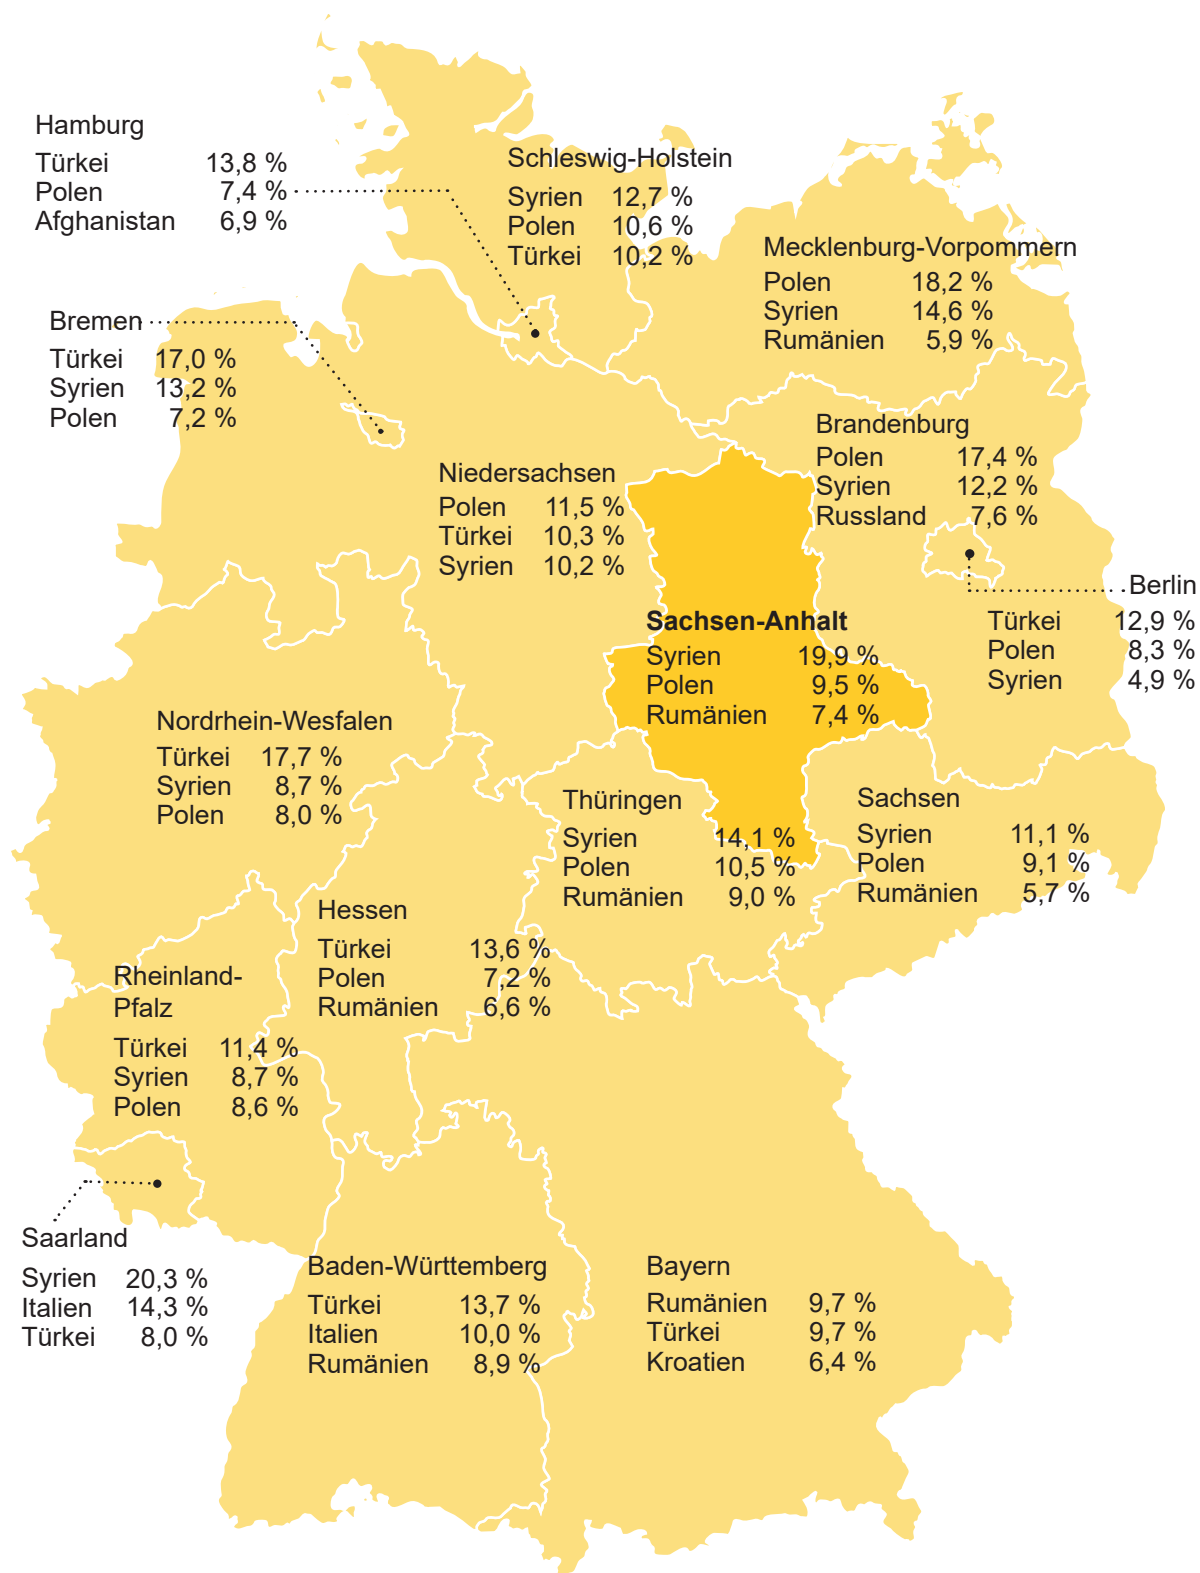 Hamburg
Türkei 13,8 %
Polen 7,4 %
Afghanistan 6,9 %
Schleswig-Holstein
Syrien 12,7 %
Polen 10,6 %
Türkei 10,2 %
Mecklenburg-Vorpommern
Polen 18,2 %
Syrien 14,6 %
Rumänien 5,9 %
Bremen
Türkei 17,0 %
Syrien 13,2 %
Polen 7,2 %
Brandenburg
Polen 17,4 %
Syrien 12,2 %
Russland 7,6 %
Niedersachsen
Polen 11,5 %
Türkei 10,3 %
Syrien 10,2 %
Berlin
Türkei 12,9 %
Polen 8,3 %
Syrien 4,9 %
Sachsen-Anhalt
Syrien 19,9 %
Polen 9,5 %
Rumänien 7,4 %
Nordrhein-Wesfalen
Türkei 17,7 %
Syrien 8,7 %
Polen 8,0 %
Thüringen
Syrien 14,1 %
Polen 10,5 %
Rumänien 9,0 %
Sachsen
Syrien 11,1 %
Polen 9,1 %
Rumänien 5,7 %
Hessen
Türkei 13,6 %
Polen 7,2 %
Rumänien 6,6 %
Rheinland-
Pfalz
Türkei 11,4 %
Syrien 8,7 %
Polen 8,6 %
Saarland
Syrien 20,3 %
Italien 14,3 %
Türkei 8,0 %
Baden-Württemberg
Türkei 13,7 %
Italien 10,0 %
Rumänien 8,9 %
Bayern
Rumänien 9,7 %
Türkei 9,7 %
Kroatien 6,4 %